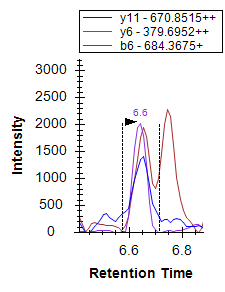 y11 - 670.8515++
y6 - 379.6952++
b6 - 684.3675+
3000
2500
2000
1500
1000
500
0
Intensity
6.6
6.6
6.8
Retention Time